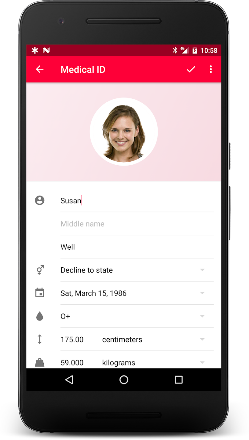 10:58
Medical ID
Susan
Middle name
Well
Decline to state
Sat, March 15, 1986
O+
175.00 centimeters
59.000 kilograms